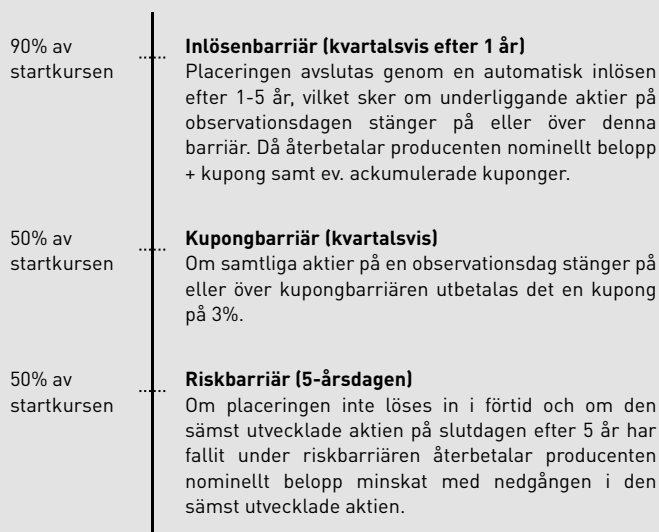 90% av
startkursen
Inlösenbarriär (kvartalsvis efter 1 år)
Placeringen avslutas genom en automatisk inlösen
efter 1-5 år, vilket sker om underliggande aktier på
observationsdagen stänger på eller över denna
barriär. Då återbetalar producenten nominellt belopp
+ kupong samt ev. ackumulerade kuponger.
50% av
startkursen
Kupongbarriär (kvartalsvis)
Om samtliga aktier på en observationsdag stänger på
eller över kupongbarriären utbetalas det en kupong
på 3%.
50% av
startkursen
Riskbarriär (5-årsdagen)
Om placeringen inte löses in i förtid och om den
sämst utvecklade aktien på slutdagen efter 5 år har
fallit under riskbarriären återbetalar producenten
nominellt belopp minskat med nedgången i den
sämst utvecklade aktien.